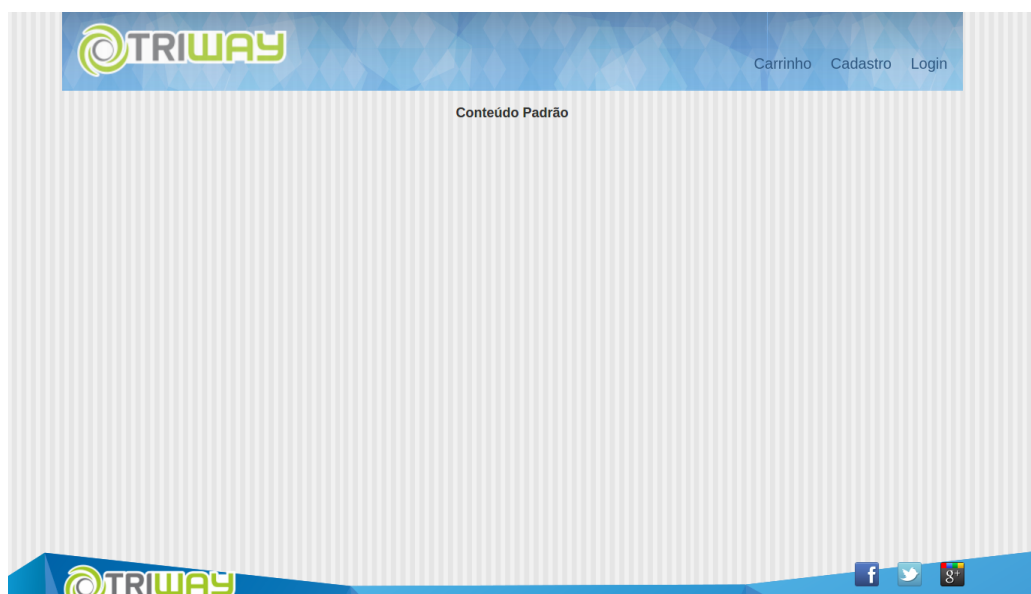 TRIWAY
Carrinho Cadastro Login
Conteúdo Padrão
TRIWAY
f
g+